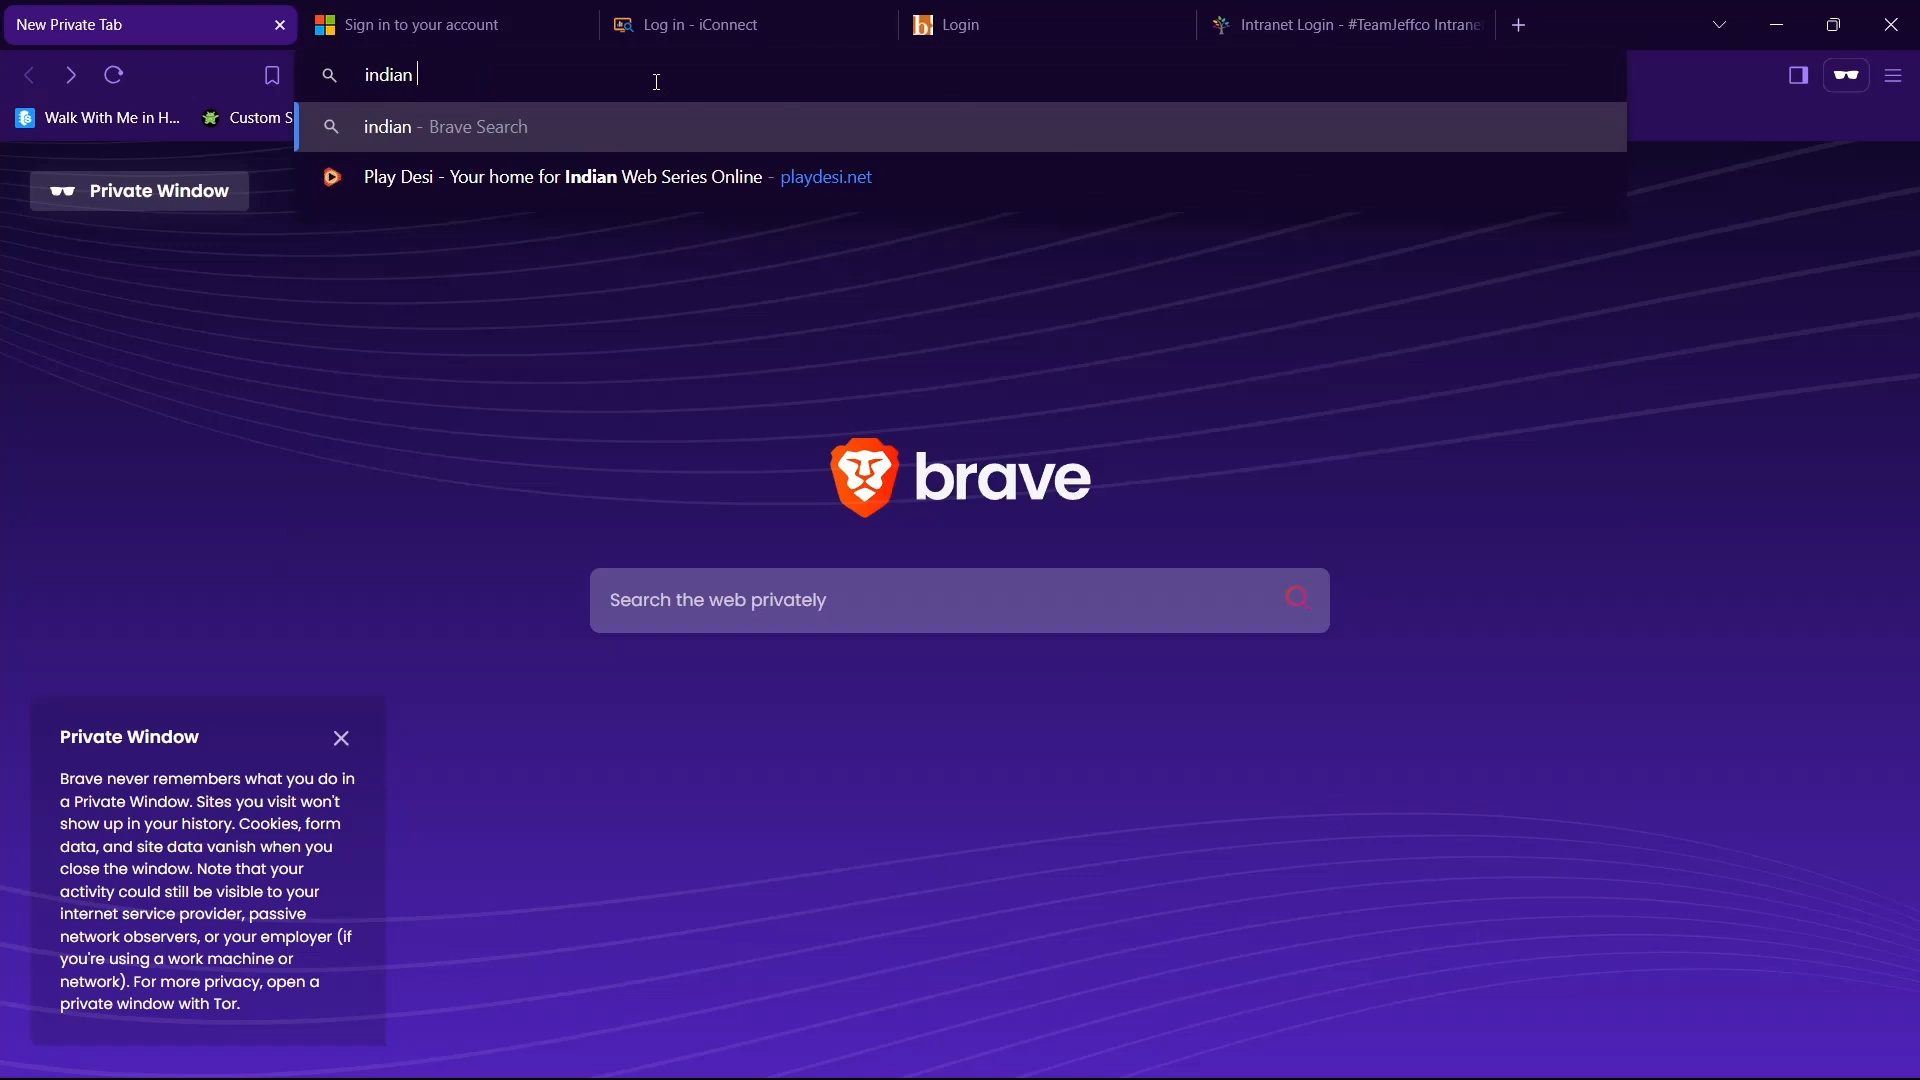 New Private Tab
Sign in to your account
Log in - iConnect
Login
Intranet Login - #TeamJeffco Intrane
indian
Walk With Me in H...
Custom S
indian - Brave Search
Play Desi - Your home for Indian Web Series Online - playdesi.net
Private Window
brave
Search the web privately
Private Window
Brave never remembers what you do in
a Private Window. Sites you visit won't
show up in your history. Cookies, form
data, and site data vanish when you
close the window. Note that your
activity could still be visible to your
internet service provider, passive
network observers, or your employer (if
you're using a work machine or
network). For more privacy, open a
private window with Tor.